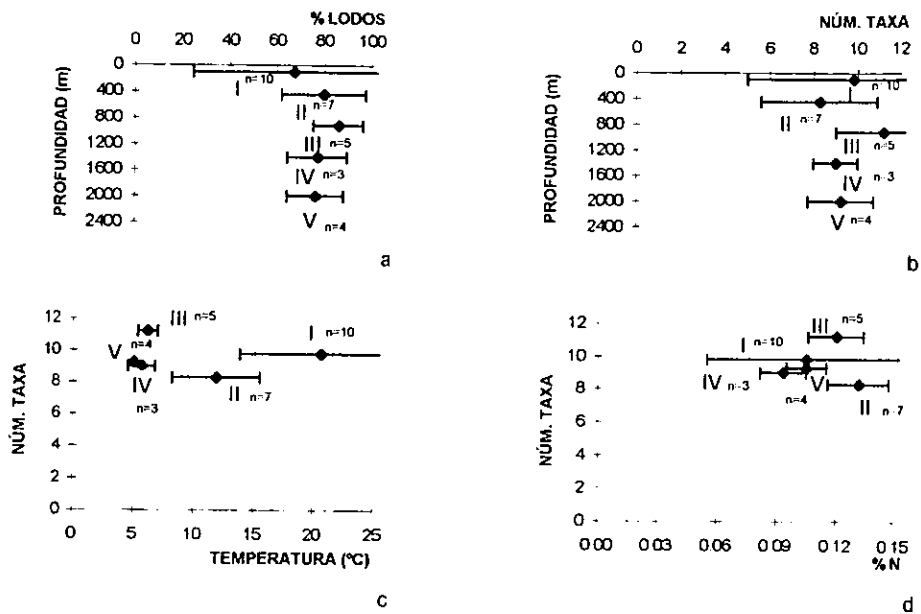 % LODOS
0 20 40 60 80 100
PROFUNDIDAD (m)
0
400
800
1200
1600
2000
2400
I n=10
II n=7
III n=5
IV n=3
V n=4
a
NÚM. TAXA
0 2 4 6 8 10 12
PROFUNDIDAD (m)
0
400
800
1200
1600
2000
2400
I n=10
II n=7
III n=5
IV n=3
V n=4
b
NÚM. TAXA
12
10
8
6
4
2
0
III n=5
I n=10
V n=4
IV n=3
II n=7
0 5 10 15 20 25
TEMPERATURA (ºC)
c
NÚM. TAXA
12
10
8
6
4
2
0
III n=5
I n=10
IV n=3
V n=4
II n=7
0.00 0.03 0.06 0.09 0.12 0.15
% N
d